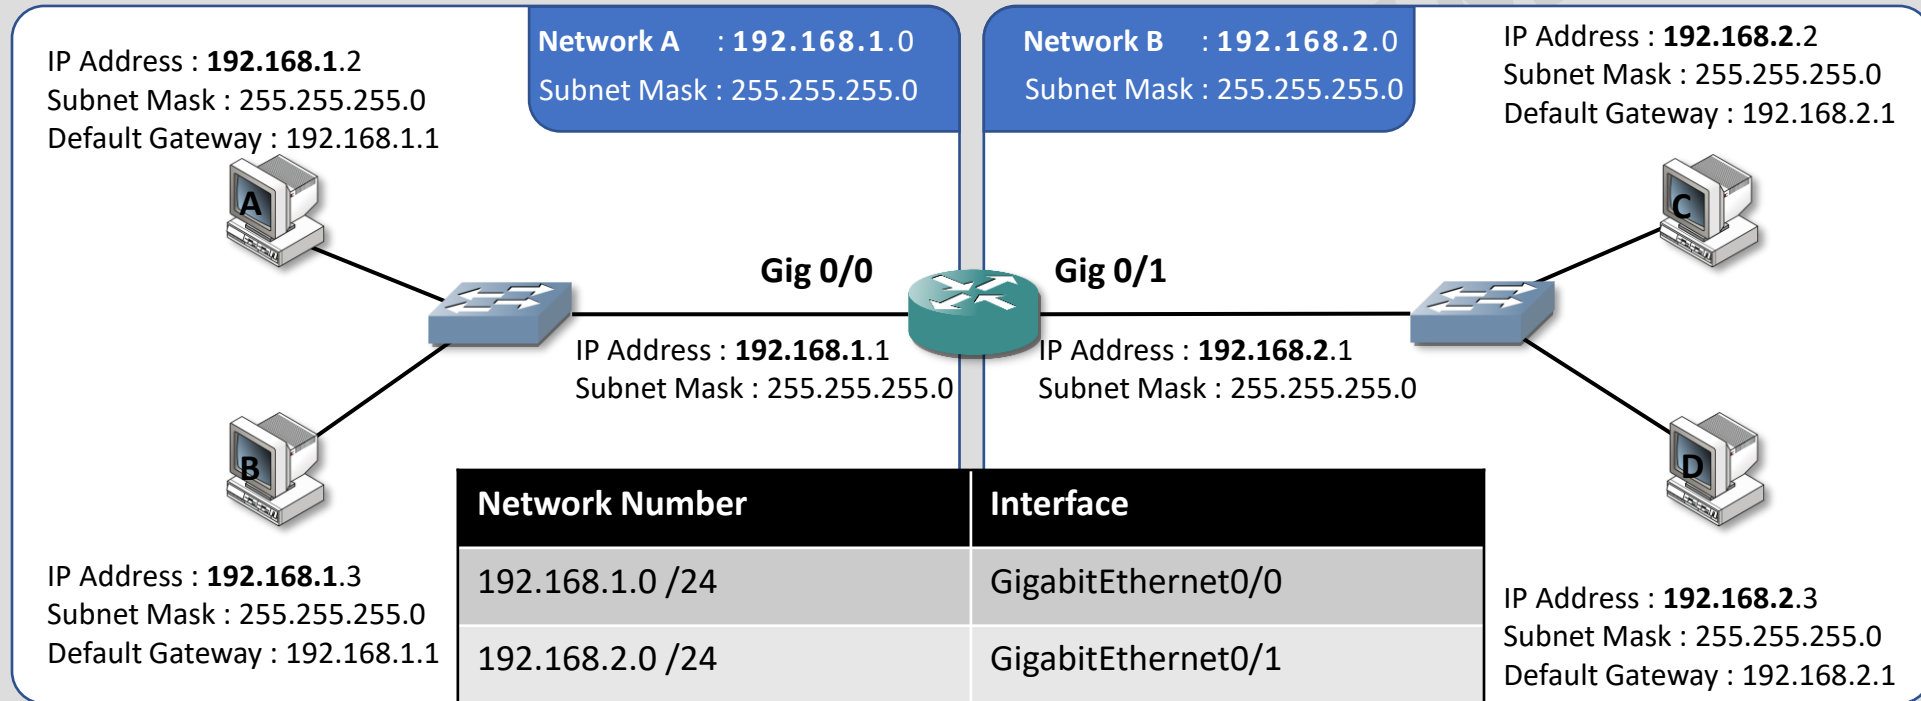 IP Address : 192.168.1.2
Subnet Mask : 255.255.255.0
Default Gateway : 192.168.1.1
Network A : 192.168.1.0
Subnet Mask : 255.255.255.0
Network B : 192.168.2.0
Subnet Mask : 255.255.255.0
IP Address : 192.168.2.2
Subnet Mask : 255.255.255.0
Default Gateway : 192.168.2.1
A
C
Gig 0/0
Gig 0/1
IP Address : 192.168.1.1
Subnet Mask : 255.255.255.0
IP Address : 192.168.2.1
Subnet Mask : 255.255.255.0
B
D
IP Address : 192.168.1.3
Subnet Mask : 255.255.255.0
Default Gateway : 192.168.1.1
Network Number Interface
192.168.1.0 /24 GigabitEthernet0/0
192.168.2.0 /24 GigabitEthernet0/1
IP Address : 192.168.2.3
Subnet Mask : 255.255.255.0
Default Gateway : 192.168.2.1